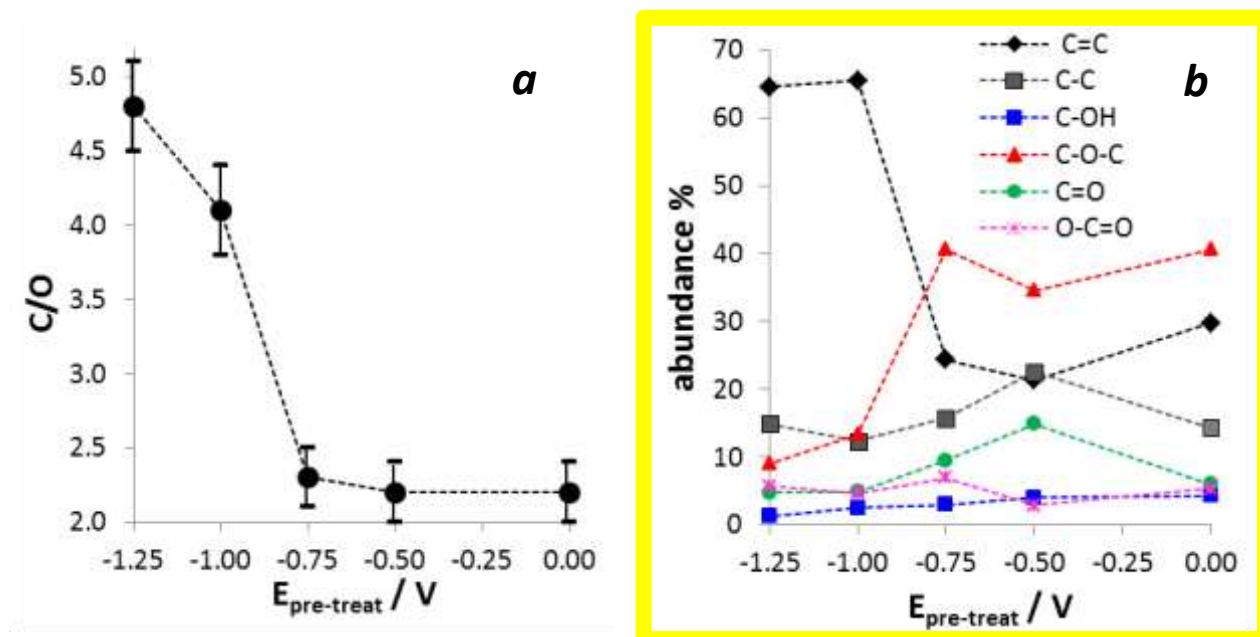 a
5.0
4.5
4.0
3.5
3.0
2.5
2.0
C/O
-1.25 -1.00 -0.75 -0.50 -0.25 0.00
Epre-treat / V
b
70
60
50
40
30
20
10
0
abundance %
C=C
C-C
C-OH
C-O-C
C=O
O-C=O
-1.25 -1.00 -0.75 -0.50 -0.25 0.00
Epre-treat / V